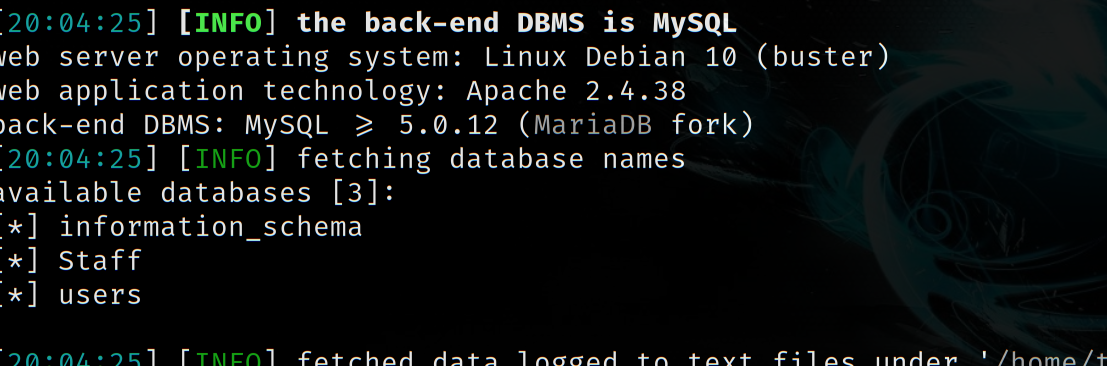 [20:04:25] [INFO] the back-end DBMS is MySQL
web server operating system: Linux Debian 10 (buster)
web application technology: Apache 2.4.38
back-end DBMS: MySQL ≥ 5.0.12 (MariaDB fork)
[20:04:25] [INFO] fetching database names
available databases [3]:
[*] information_schema
[*] Staff
[*] users
[20:04:25] [INFO] fetched data logged to text files under '/home/t